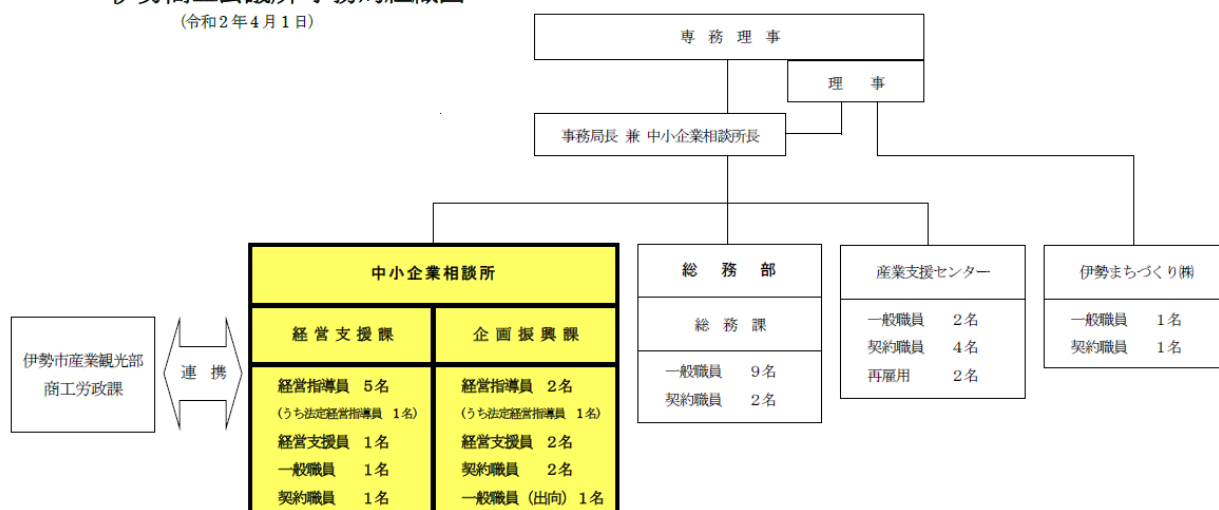 (令和2年4月1日)
専務理事
理事
事務局長 兼 中小企業相談所長
中小企業相談所
経営支援課
企画振興課
経営指導員 5名
(うち法定経営指導員 1名)
経営支援員 1名
一般職員 1名
契約職員 1名
経営指導員 2名
(うち法定経営指導員 1名)
経営支援員 2名
契約職員 2名
一般職員(出向) 1名
総務部
総務課
一般職員 9名
契約職員 2名
産業支援センター
一般職員 2名
契約職員 4名
再雇用 2名
伊勢まちづくり㈱
一般職員 1名
契約職員 1名
伊勢市産業観光部
商工労政課
連携